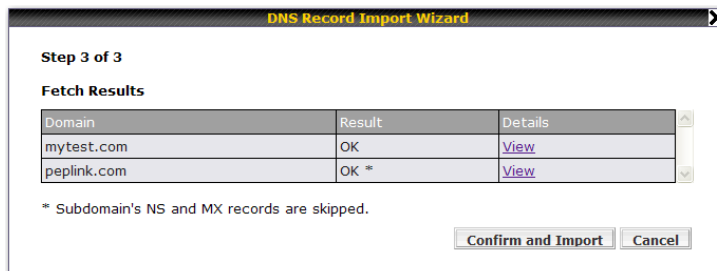 DNS Record Import Wizard
X
Step 3 of 3
Fetch Results
Domain Result Details
mytest.com OK View
peplink.com OK * View
* Subdomain's NS and MX records are skipped.
Confirm and Import Cancel